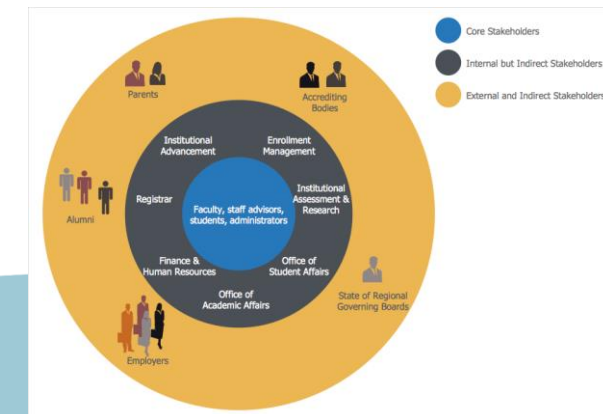 Core Stakeholders
Internal but Indirect Stakeholders
External and Indirect Stakeholders
Parents
Accrediting
Bodies
Institutional
Advancement
Enrollment
Management
Registrar
Faculty, staff advisors,
students, administrators
Institutional
Assessment &
Research
Alumni
Finance &
Human Resources
Office of
Student Affairs
Office of
Academic Affairs
State of Regional
Governing Boards
Employers